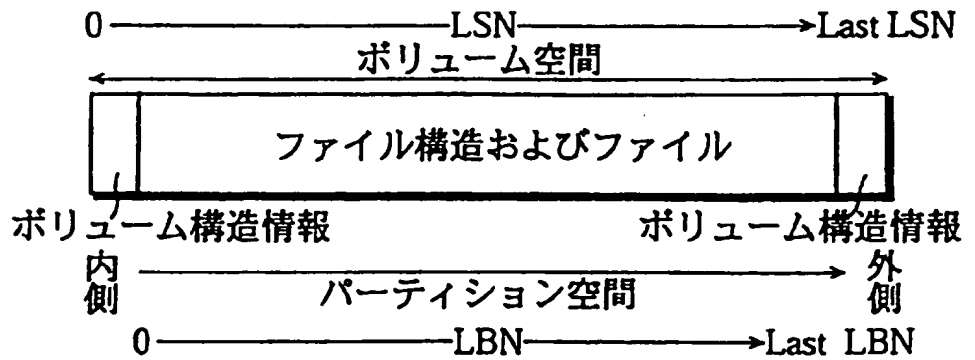 0 LSN Last LSN
ボリューム空間
ファイル構造およびファイル
ボリューム構造情報 ボリューム構造情報
内側 外側
パーティション空間
0 LBN Last LBN